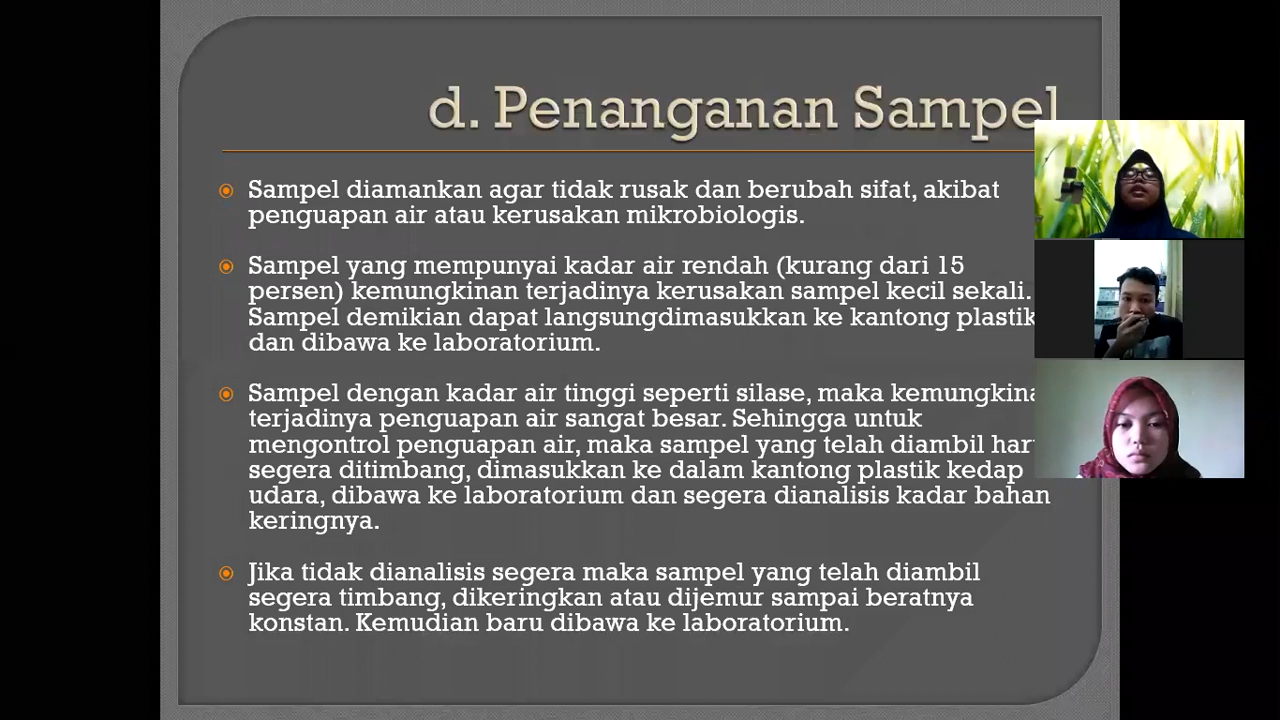 d. Penanganan Sampel
Sampel diamankan agar tidak rusak dan berubah sifat, akibat
penguapan air atau kerusakan mikrobiologis.
Sampel yang mempunyai kadar air rendah (kurang dari 15
persen) kemungkinan terjadinya kerusakan sampel kecil sekali.
Sampel demikian dapat langsungdimasukkan ke kantong plastik
dan dibawa ke laboratorium.
Sampel dengan kadar air tinggi seperti silase, maka
terjadinya penguapan air sangat besar. Sehingga untuk
mengontrol penguapan air, maka sampel yang telah diambil
segera ditimbang, dimasukkan ke dalam kantong plastik kedap
udara, dibawa ke laboratorium dan segera dianalisis kadar bahan
keringnya.
Jika tidak dianalisis segera maka sampel yang telah diambil
segera timbang, dikeringkan atau dijemur sampai beratnya
konstan. Kemudian baru dibawa ke laboratorium.